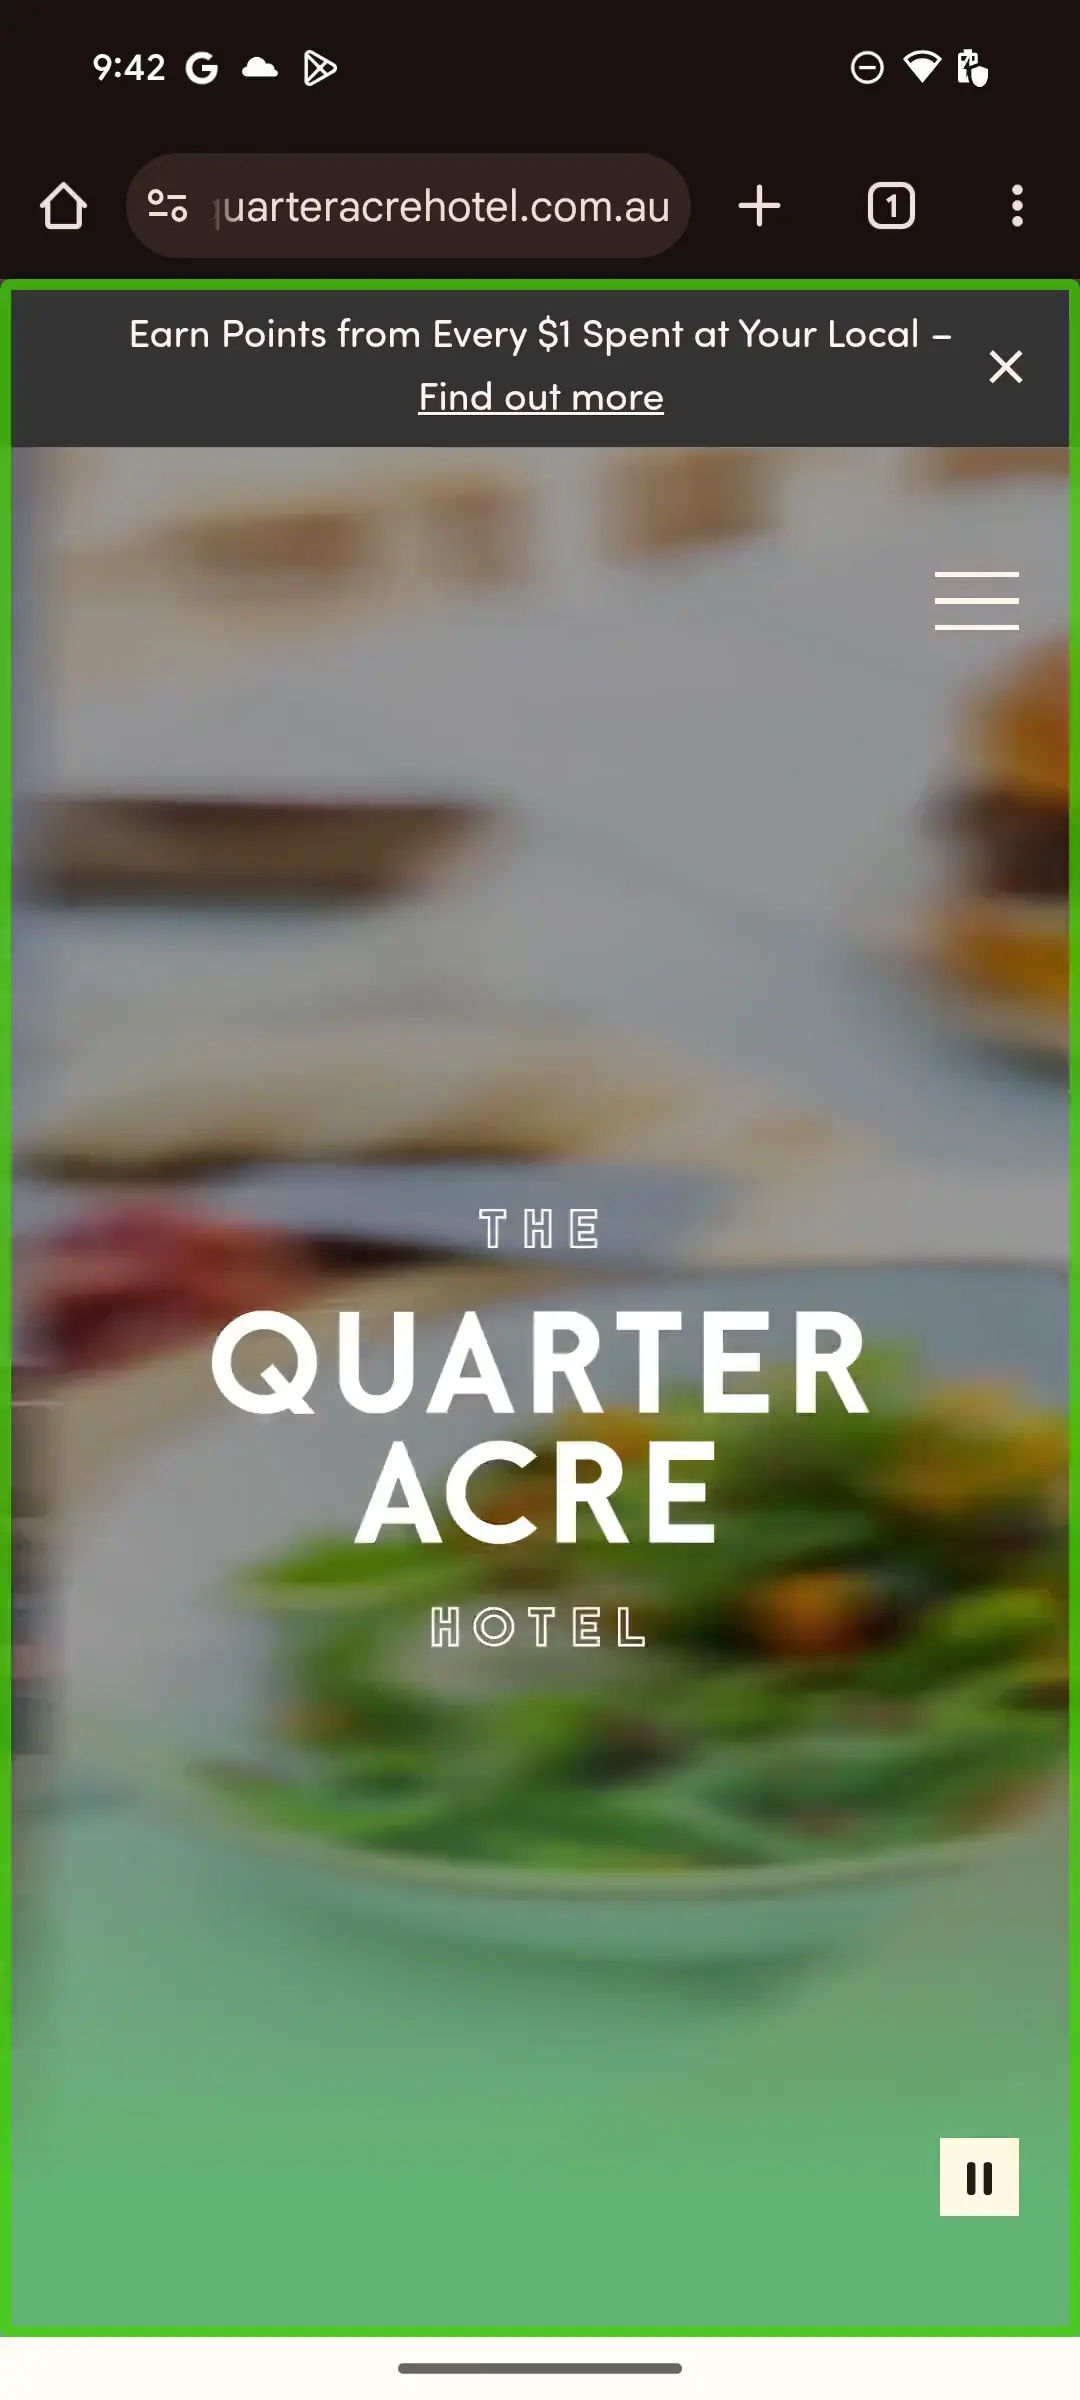 9:42
uarteracrehotel.com.au
1
Earn Points from Every $1 Spent at Your Local –
Find out more
THE
QUARTER
ACRE
HOTEL